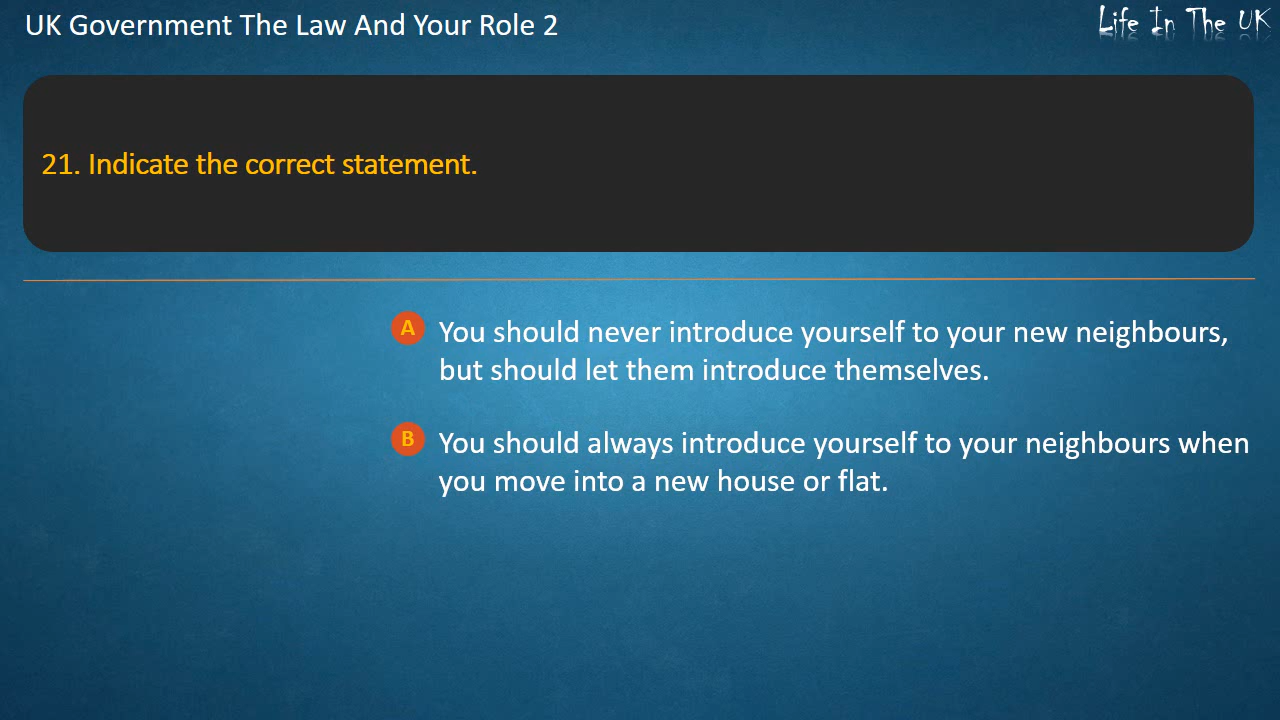 UK Government The Law And Your Role 2
Life In The UK
21. Indicate the correct statement.
A You should never introduce yourself to your new neighbours,
but should let them introduce themselves.
B You should always introduce yourself to your neighbours when
you move into a new house or flat.